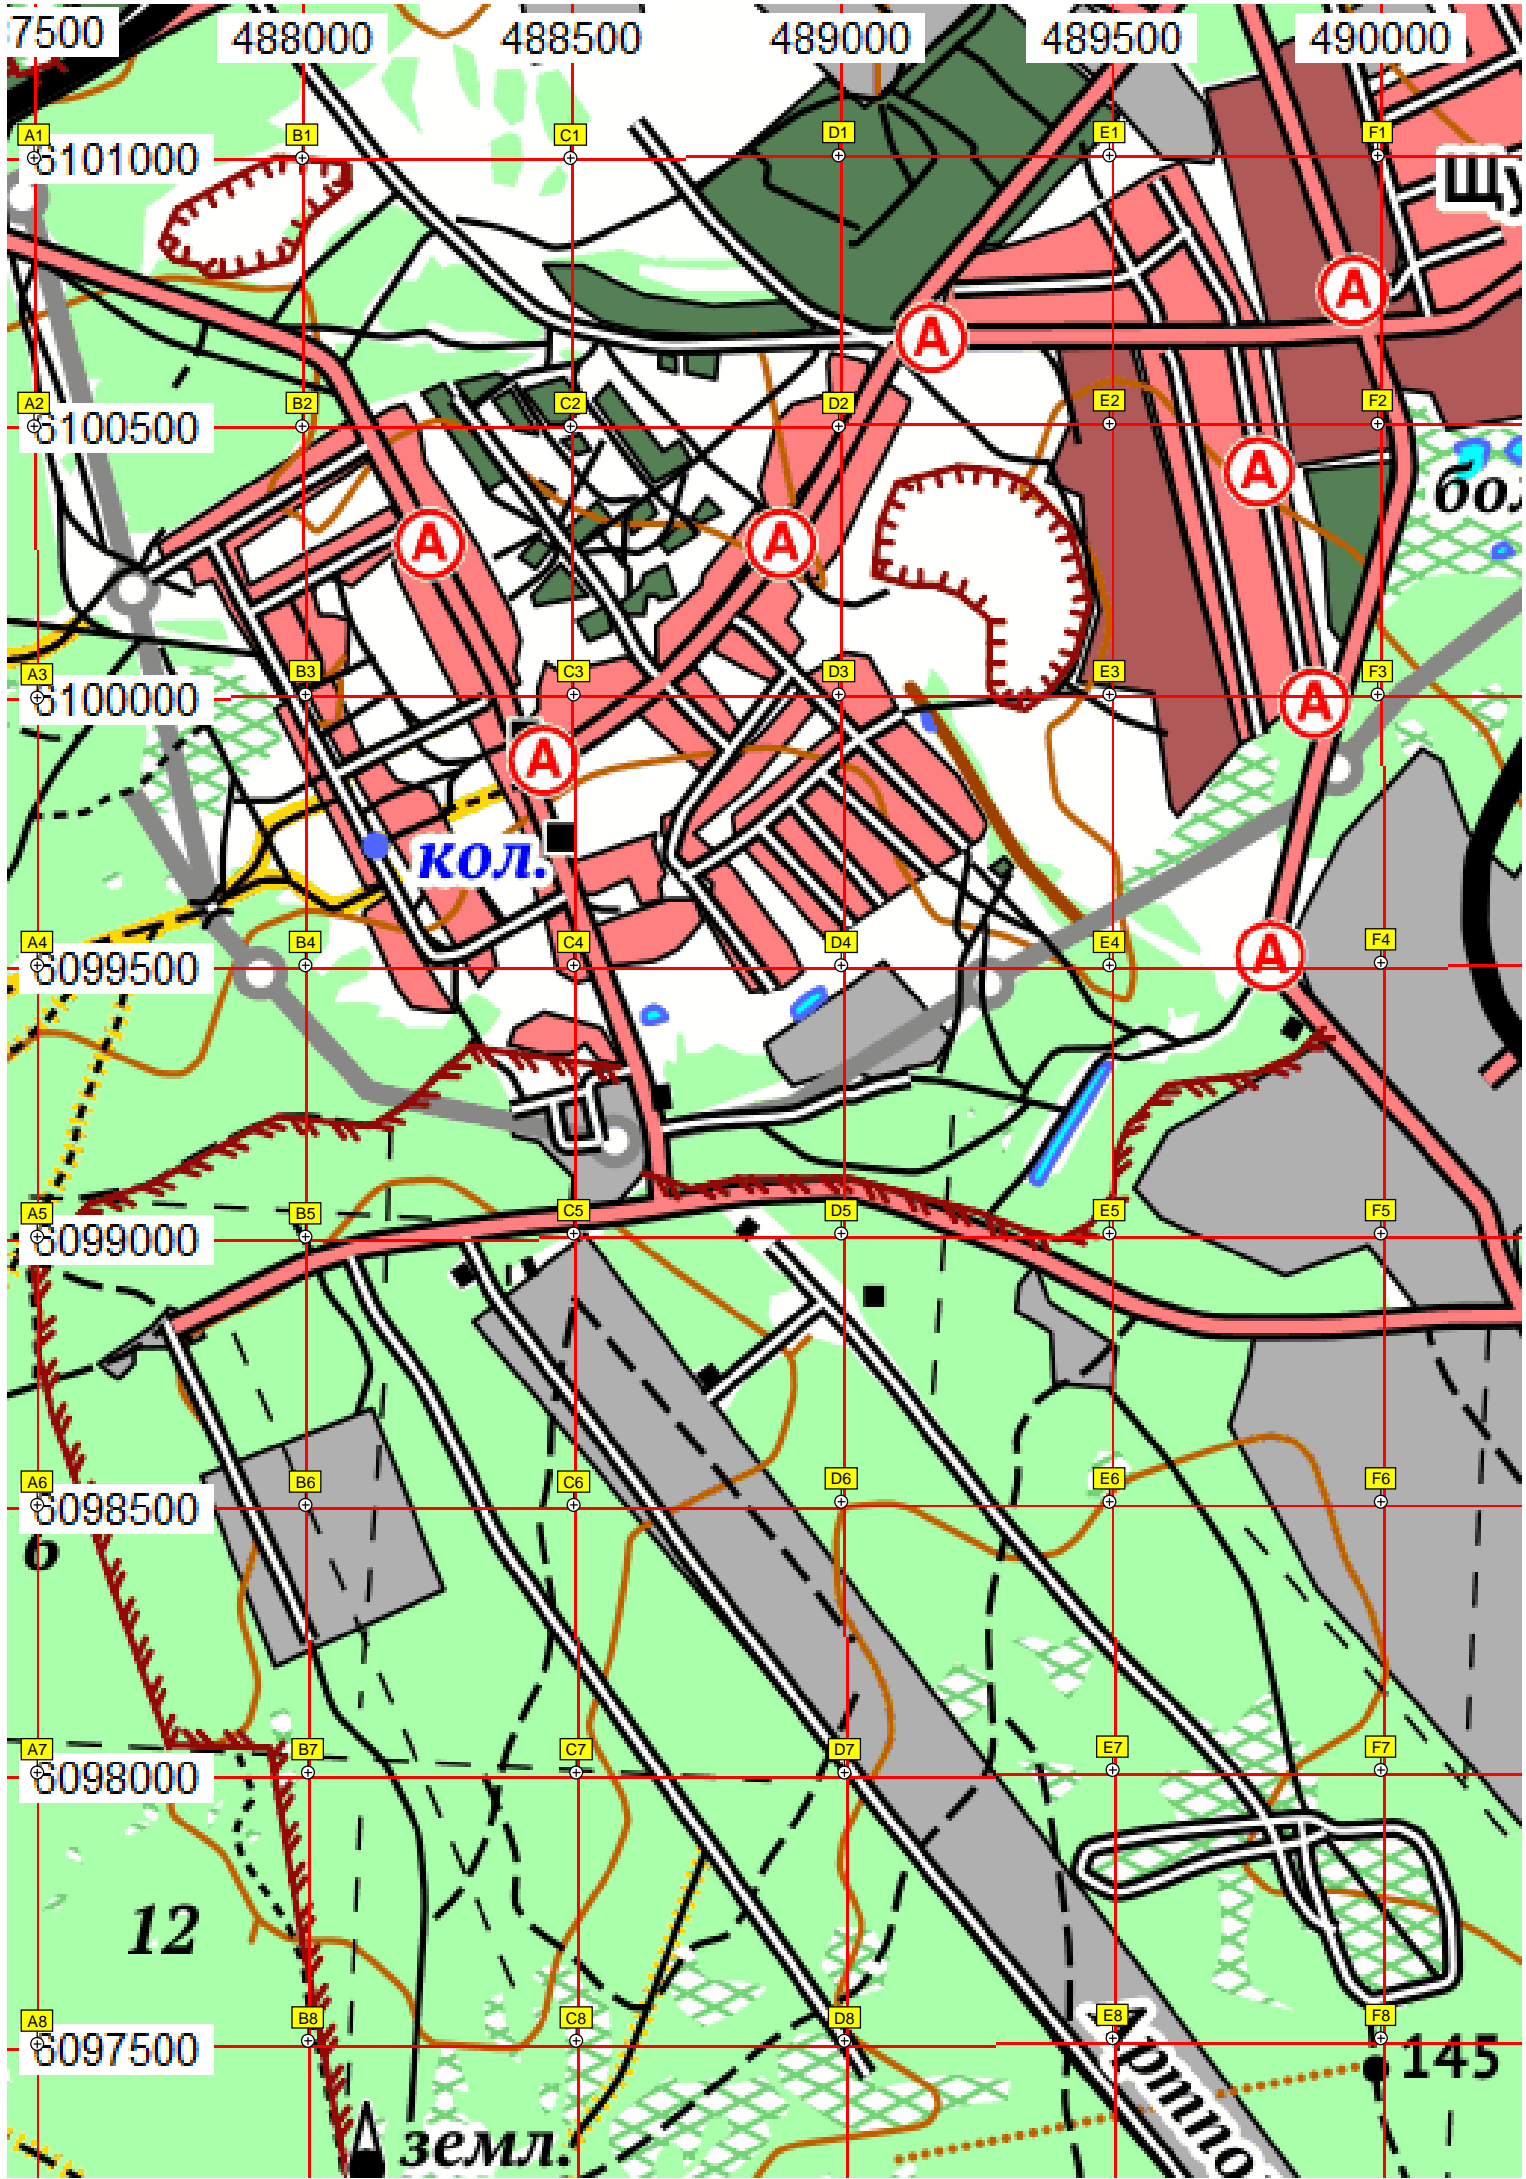 7500 488000 488500 489000 489500 490000
A1 B1 C1 D1 E1 F1
6101000
Щу
A
A
A2 B2 C2 D2 E2 F2
6100500
A
бол
A A
A3 B3 C3 D3 E3 F3
6100000
A
A
кол.
A4 B4 C4 D4 E4 F4
6099500
A
A5 B5 C5 D5 E5 F5
6099000
A6 B6 C6 D6 E6 F6
6098500
6
A7 B7 C7 D7 E7 F7
6098000
12
A8 B8 C8 D8 E8 F8
6097500
145
Артпо
земл.